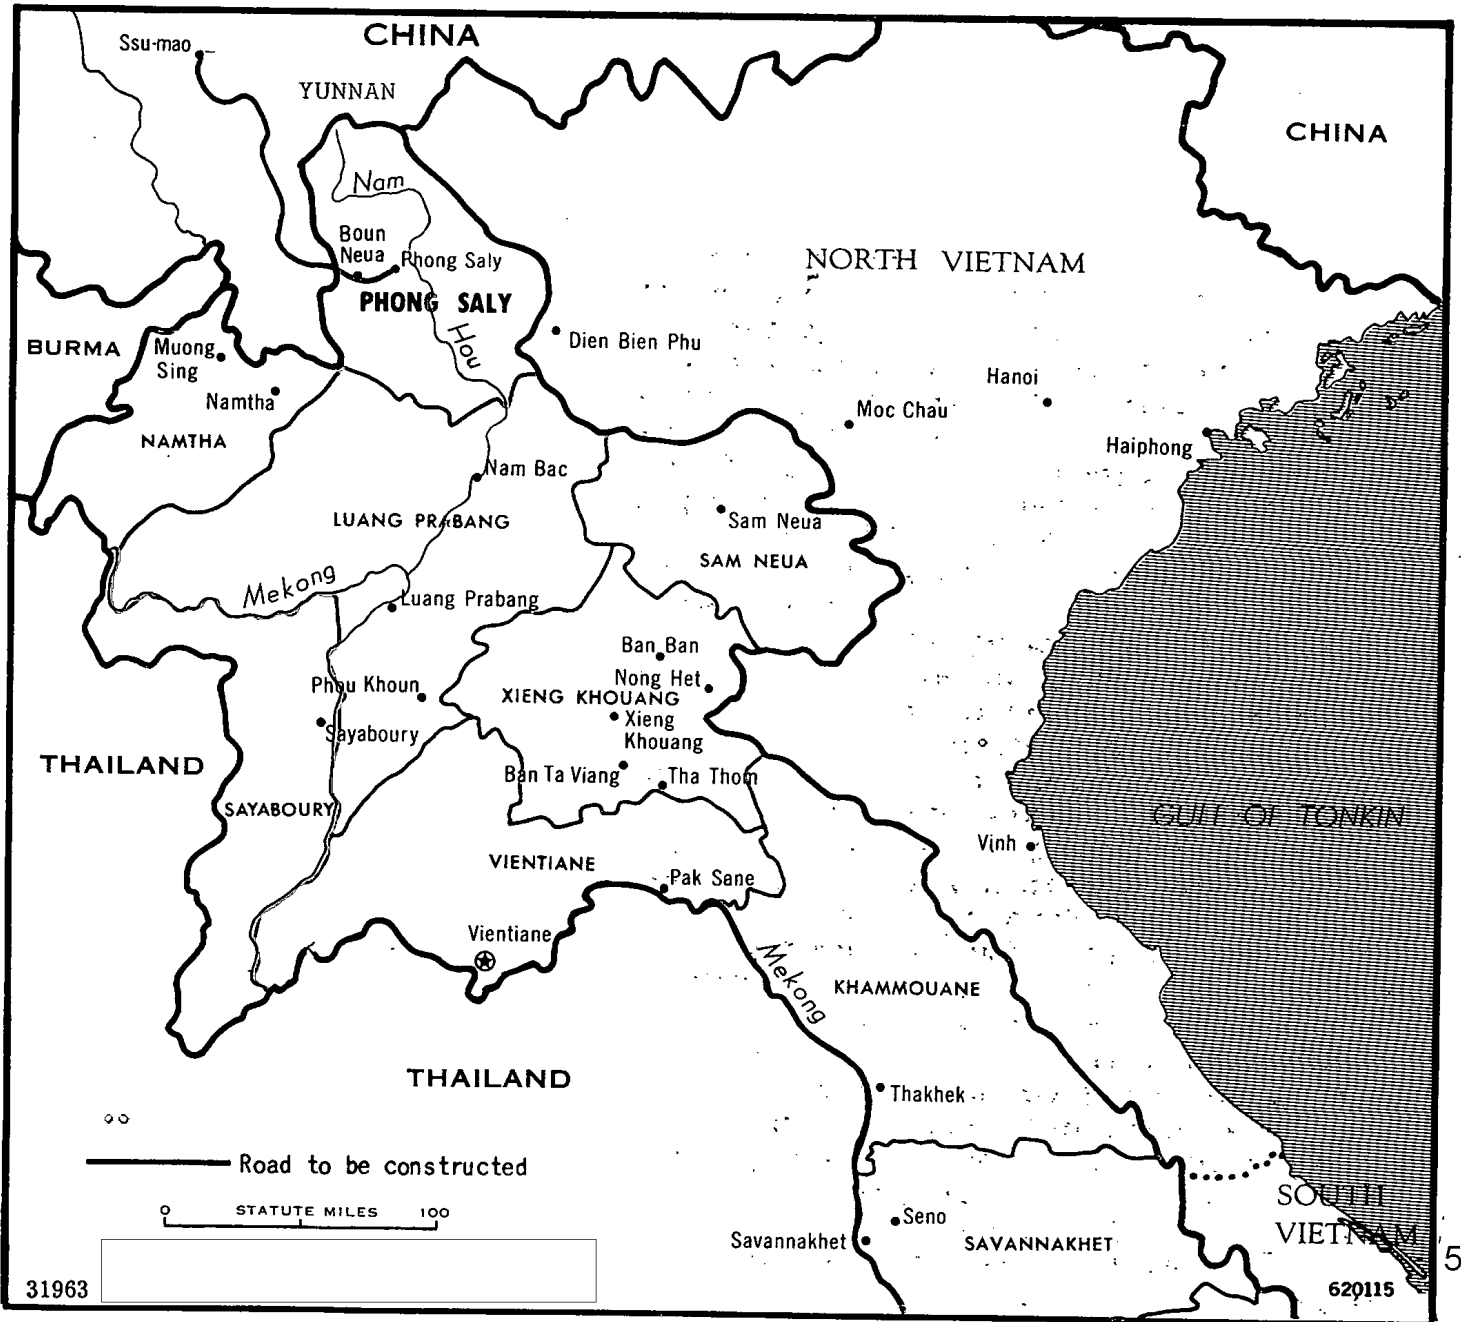 Ssu-mao
CHINA
YUNNAN
CHINA
Nam
Boun
Neua
Phong Saly
NORTH VIETNAM
PHONG SALY
Hou
BURMA
Muong
Sing
Dien Bien Phu
Namtha
Hanoi
Moc Chau
NAMTHA
Haiphong
Nam Bac
LUANG PRABANG
Sam Neua
SAM NEUA
Mekong
Luang Prabang
Ban Ban
Nong Het
Phou Khoun
XIENG KHOUANG
Xieng
Khouang
Sayaboury
THAILAND
Ban Ta Viang
Tha Thom
SAYABOURY
GULF OF TONKIN
Vinh
VIENTIANE
Pak Sane
Vientiane
Mekong
KHAMMOUANE
THAILAND
Thakhek
Road to be constructed
SOUTH
VIETNAM
0 STATUTE MILES 100
Seno
Savannakhet
SAVANNAKHET
5
31963
620115